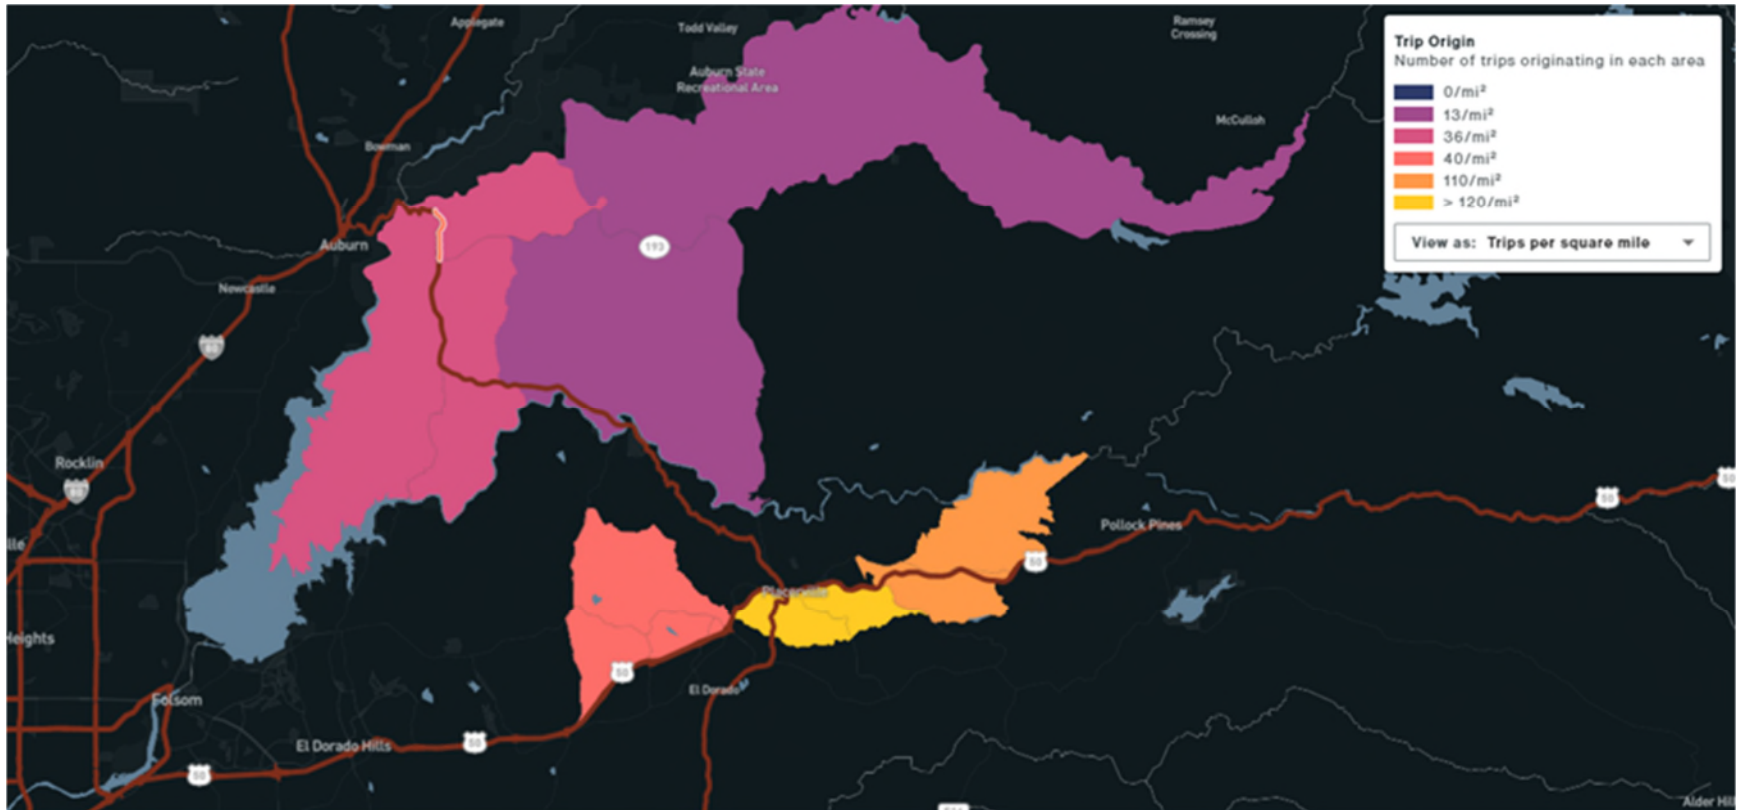 Applegate
Todd Valley
Ramsey
Crossing
Auburn State
Recreational Area
McCulloh
Bowman
Auburn
193
Newcastle
80
Rocklin
80
lle
Heights
Folsom
El Dorado Hills
50
50
50
El Dorado
Placerville
50
Pollock Pines
50
50
Alder Hill
Trip Origin
Number of trips originating in each area
0/mi²
13/mi²
36/mi²
40/mi²
110/mi²
> 120/mi²
View as: Trips per square mile